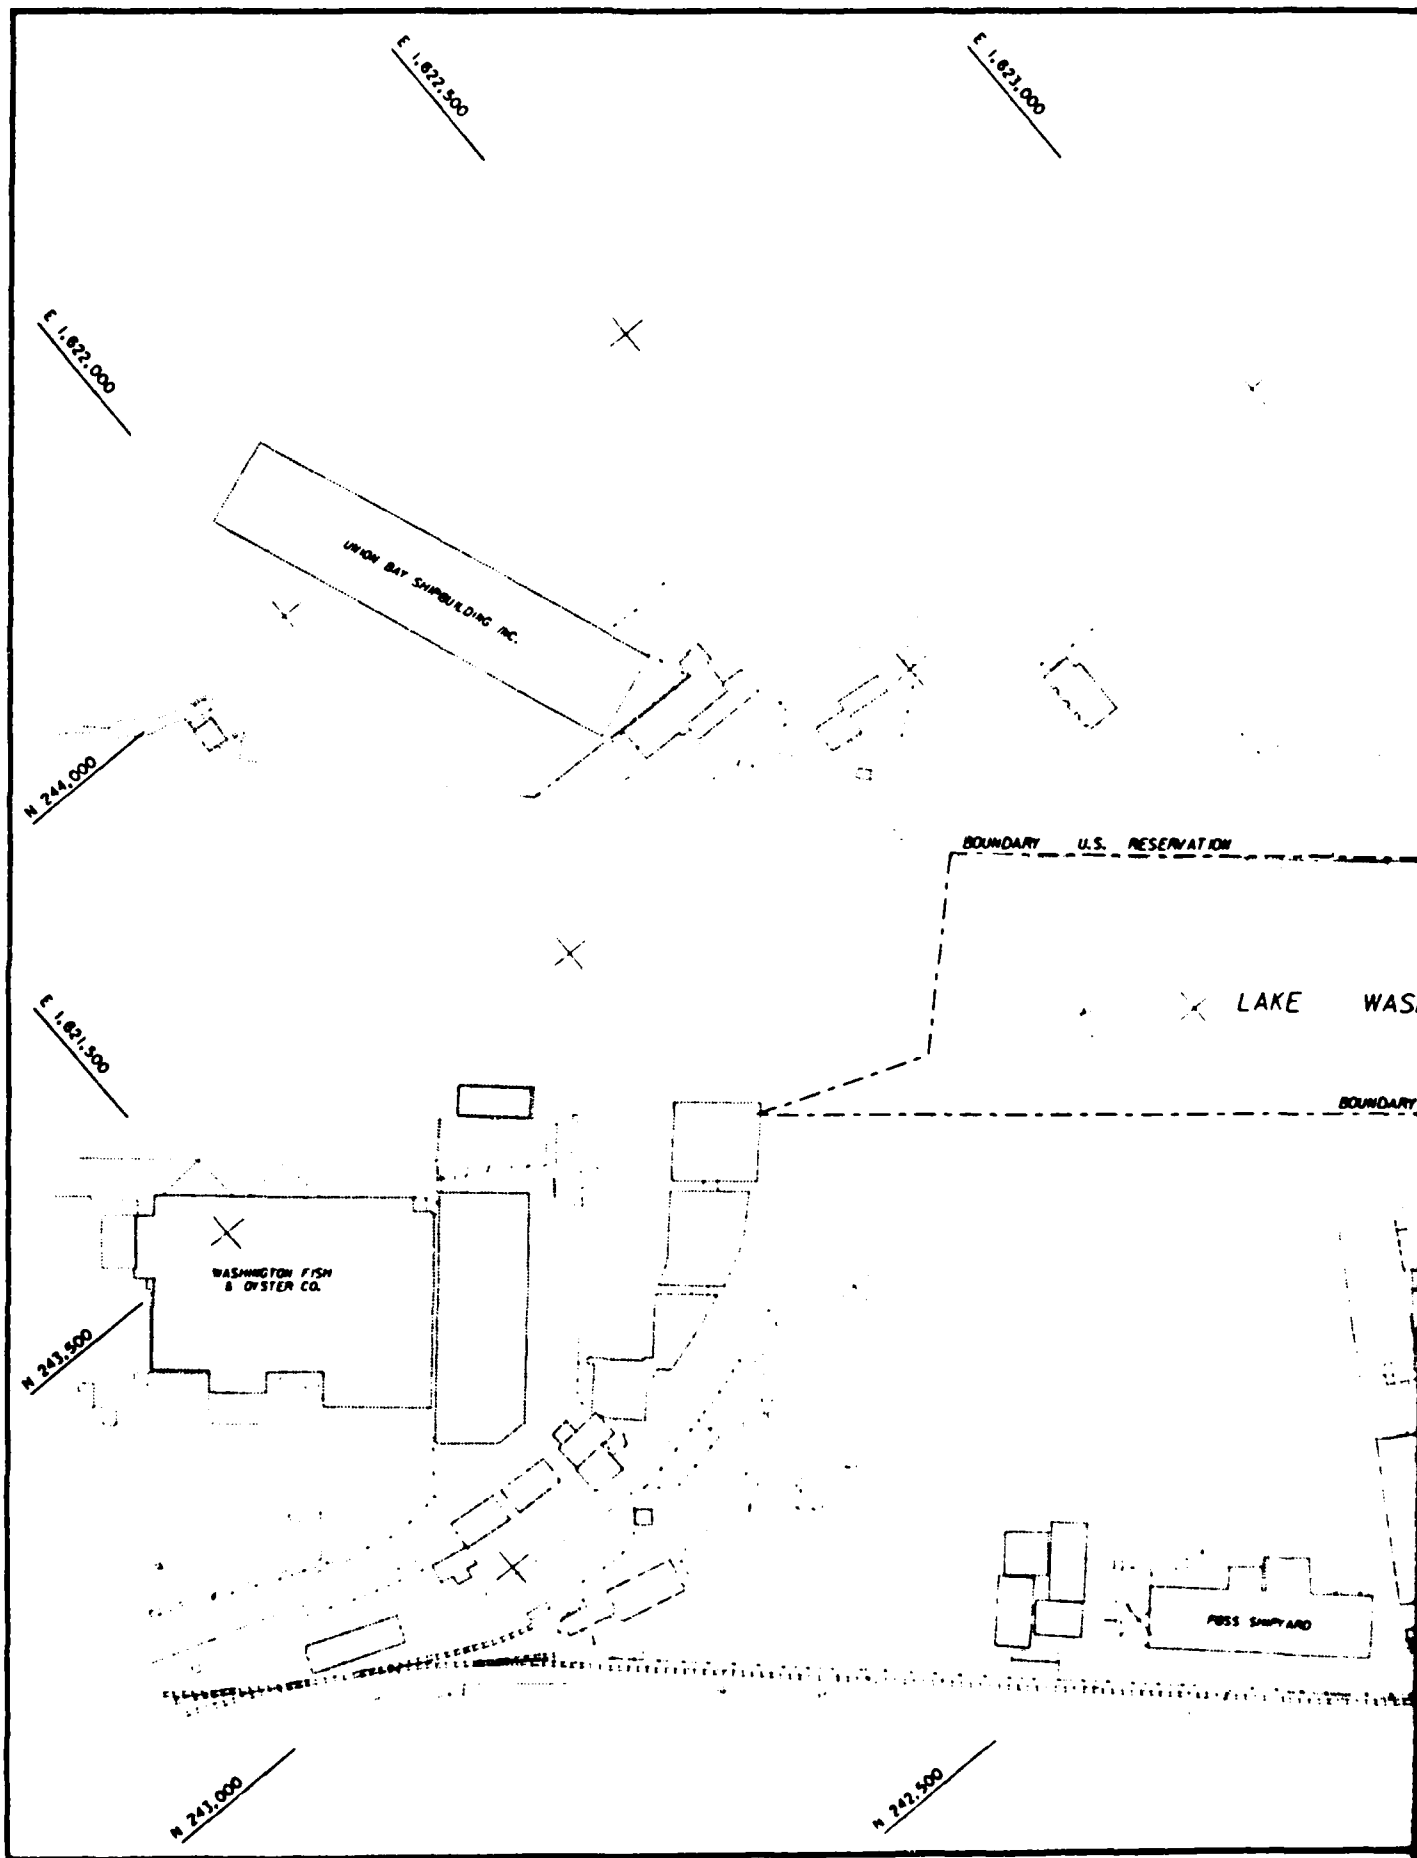 E 1,622,500
E 1,623,000
E 1,622,000
UNION BAY SHIPBUILDING INC.
N 244,000
BOUNDARY U.S. RESERVATION
LAKE WAS
E 1,621,500
BOUNDARY
WASHINGTON FISH
& OYSTER CO.
N 243,500
FOSS SHIPYARD
N 243,000
N 242,500